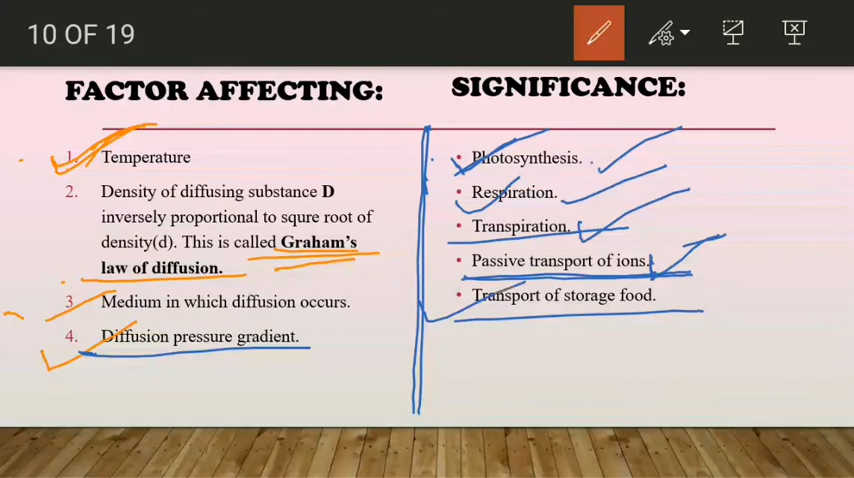 10 OF 19
FACTOR AFFECTING:
1. Temperature
2. Density of diffusing substance D
inversely proportional to squre root of
density(d). This is called Graham's
law of diffusion.
3. Medium in which diffusion occurs.
4. Diffusion pressure gradient.
SIGNIFICANCE:
• Photosynthesis.
• Respiration.
• Transpiration.
• Passive transport of ions.
• Transport of storage food.